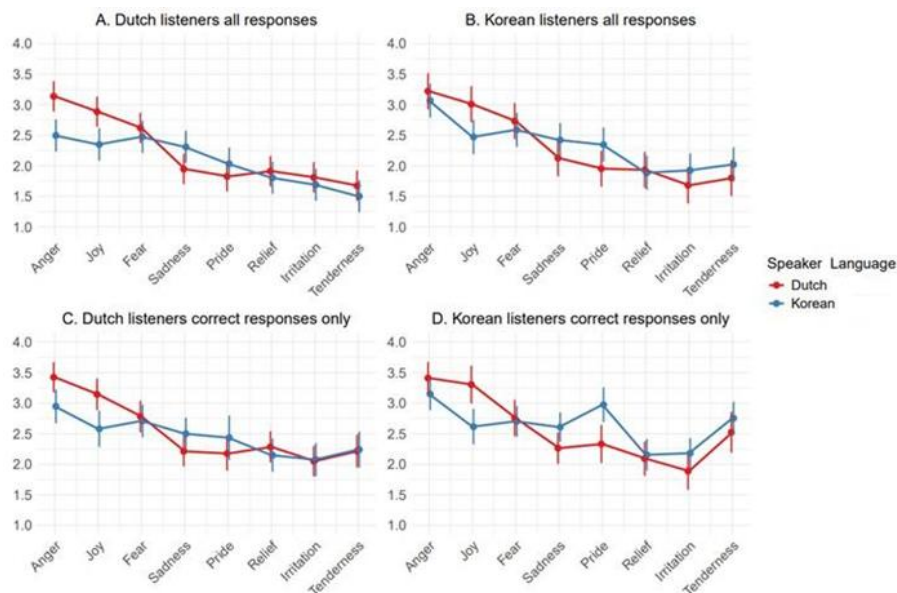 A. Dutch listeners all responses
4.0
3.5
3.0
2.5
2.0
1.5
1.0
Anger
Joy
Fear
Sadness
Pride
Relief
Irritation
Tenderness
B. Korean listeners all responses
4.0
3.5
3.0
2.5
2.0
1.5
1.0
Anger
Joy
Fear
Sadness
Pride
Relief
Irritation
Tenderness
Speaker Language
Dutch
Korean
C. Dutch listeners correct responses only
4.0
3.5
3.0
2.5
2.0
1.5
1.0
Anger
Joy
Fear
Sadness
Pride
Relief
Irritation
Tenderness
D. Korean listeners correct responses only
4.0
3.5
3.0
2.5
2.0
1.5
1.0
Anger
Joy
Fear
Sadness
Pride
Relief
Irritation
Tenderness